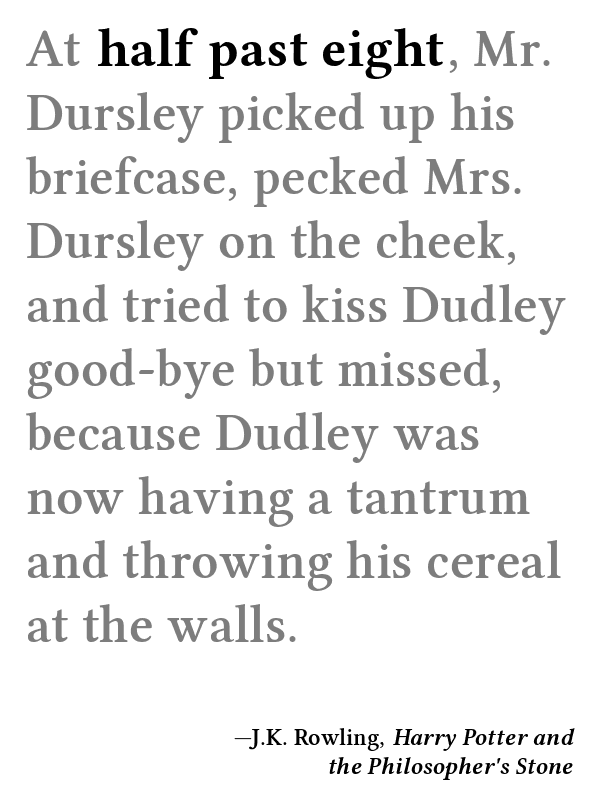 At half past eight, Mr.
Dursley picked up his
briefcase, pecked Mrs.
Dursley on the cheek,
and tried to kiss Dudley
good-bye but missed,
because Dudley was
now having a tantrum
and throwing his cereal
at the walls.
—J.K. Rowling, Harry Potter and
the Philosopher's Stone